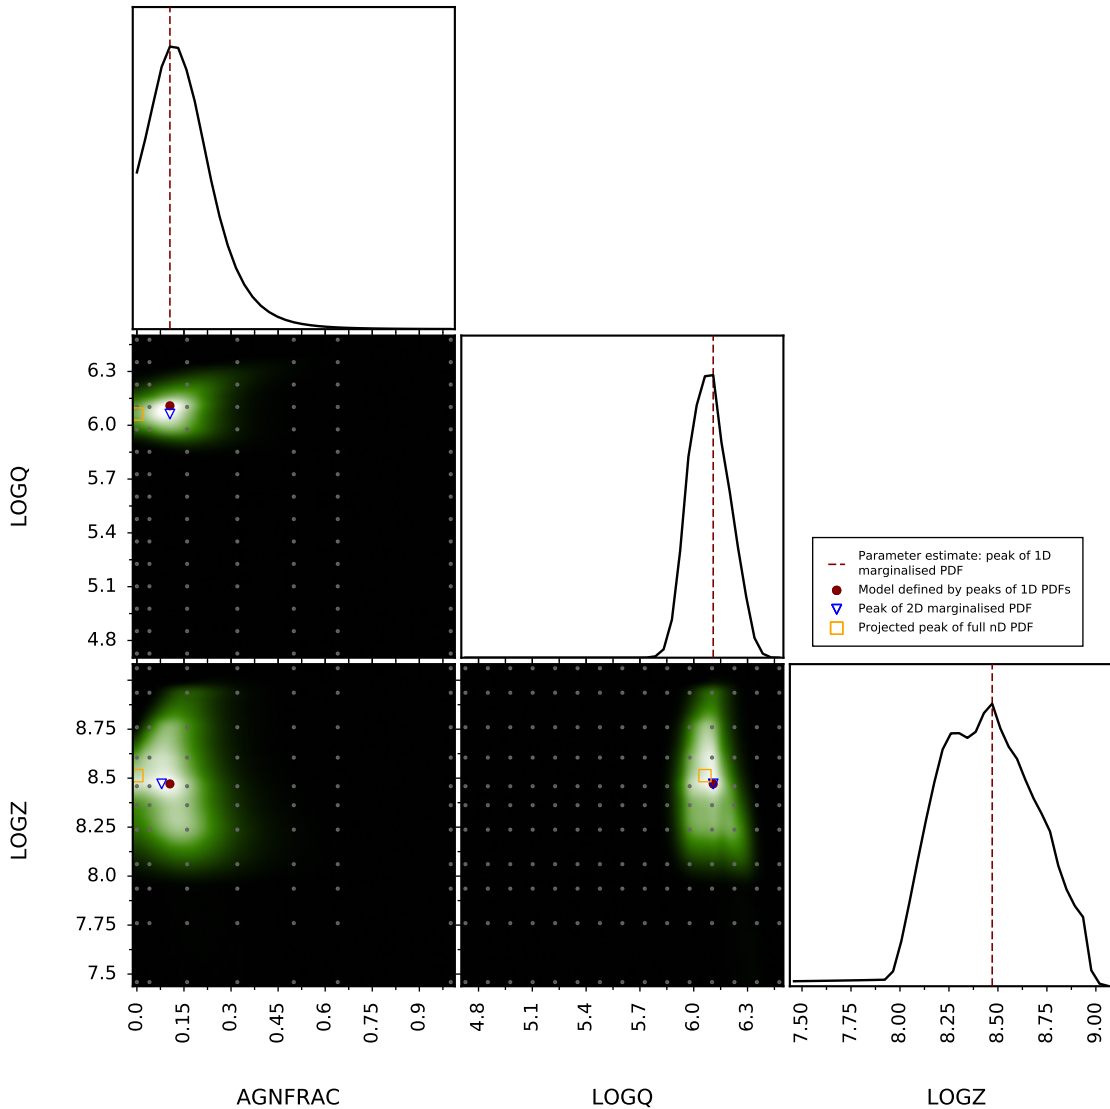 6.3
6.0
5.7
5.4
5.1
4.8
LOGQ
Parameter estimate: peak of 1D
marginalised PDF
Model defined by peaks of 1D PDFs
Peak of 2D marginalised PDF
Projected peak of full nD PDF
8.75
8.5
8.25
8.0
7.75
7.5
LOGZ
0.0 0.15 0.3 0.45 0.6 0.75 0.9
4.8 5.1 5.4 5.7 6.0 6.3
7.50 7.75 8.00 8.25 8.50 8.75 9.00
AGNFRAC LOGQ LOGZ